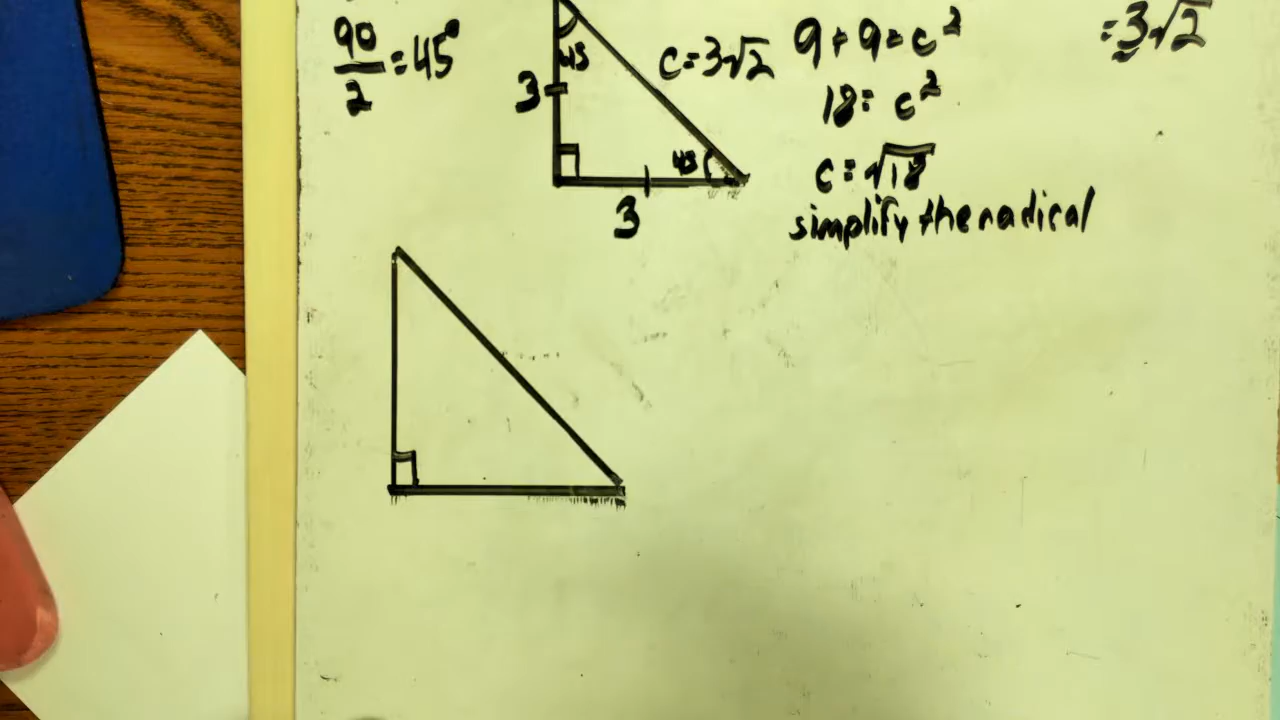 90/2 = 45°
3
45
45
3
c = 3√2
9 + 9 = c²
18 = c²
c = √18
simplify the radical
= 3√2